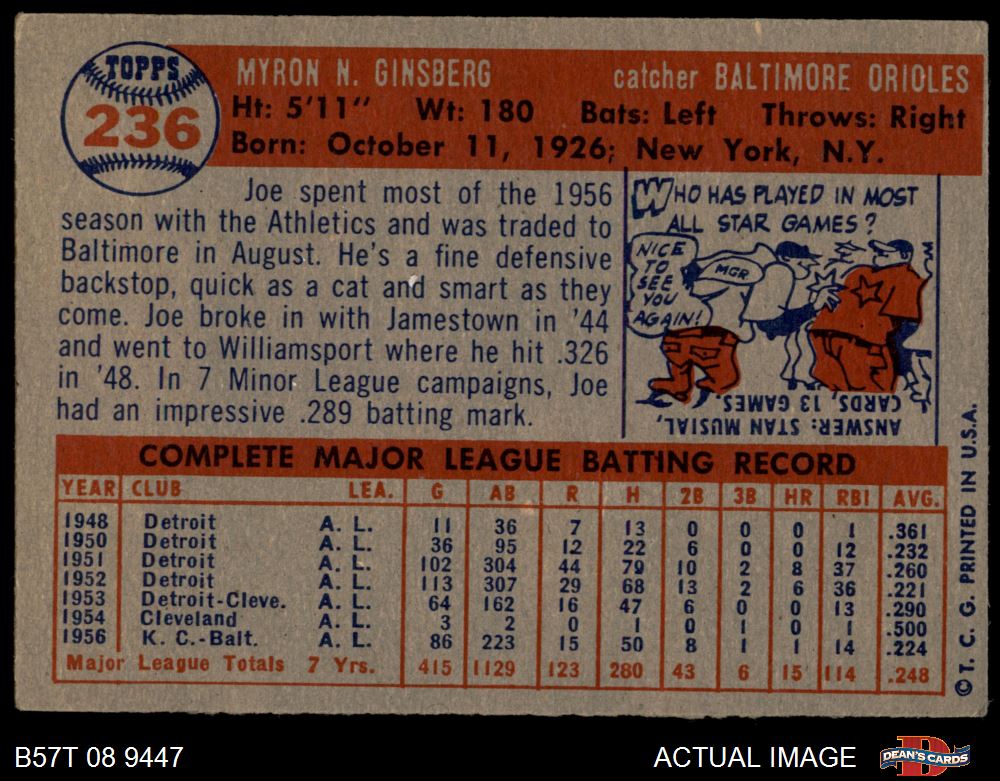 TOPPS
236
MYRON N. GINSBERG catcher BALTIMORE ORIOLES
Ht: 5'11" Wt: 180 Bats: Left Throws: Right
Born: October 11, 1926; New York, N.Y.
Joe spent most of the 1956
season with the Athletics and was traded to
Baltimore in August. He's a fine defensive
backstop, quick as a cat and smart as they
come. Joe broke in with Jamestown in '44
and went to Williamsport where he hit .326
in '48. In 7 Minor League campaigns, Joe
had an impressive .289 batting mark.
WHO HAS PLAYED IN MOST
ALL STAR GAMES?
NICE
TO
SEE
YOU
AGAIN!
MGR
ANSWER: STAN MUSIAL,
CARDS, 13 GAMES
COMPLETE MAJOR LEAGUE BATTING RECORD
YEAR CLUB LEA. G AB R H 2B 3B HR RBI AVG.
1948 Detroit A. L. 11 36 7 13 0 0 0 1 .361
1950 Detroit A. L. 36 95 12 22 6 0 0 12 .232
1951 Detroit A. L. 102 304 44 79 10 2 8 37 .260
1952 Detroit A. L. 113 307 29 68 13 2 6 36 .221
1953 Detroit-Cleve. A. L. 64 162 16 47 6 0 0 13 .290
1954 Cleveland A. L. 3 2 0 1 0 1 0 1 .500
1956 K. C.-Balt. A. L. 86 223 15 50 8 1 1 14 .224
Major League Totals 7 Yrs. 415 1129 123 280 43 6 15 114 .248
© T. C. G. PRINTED IN U.S.A.
B57T 08 9447
ACTUAL IMAGE
DEAN'S CARDS